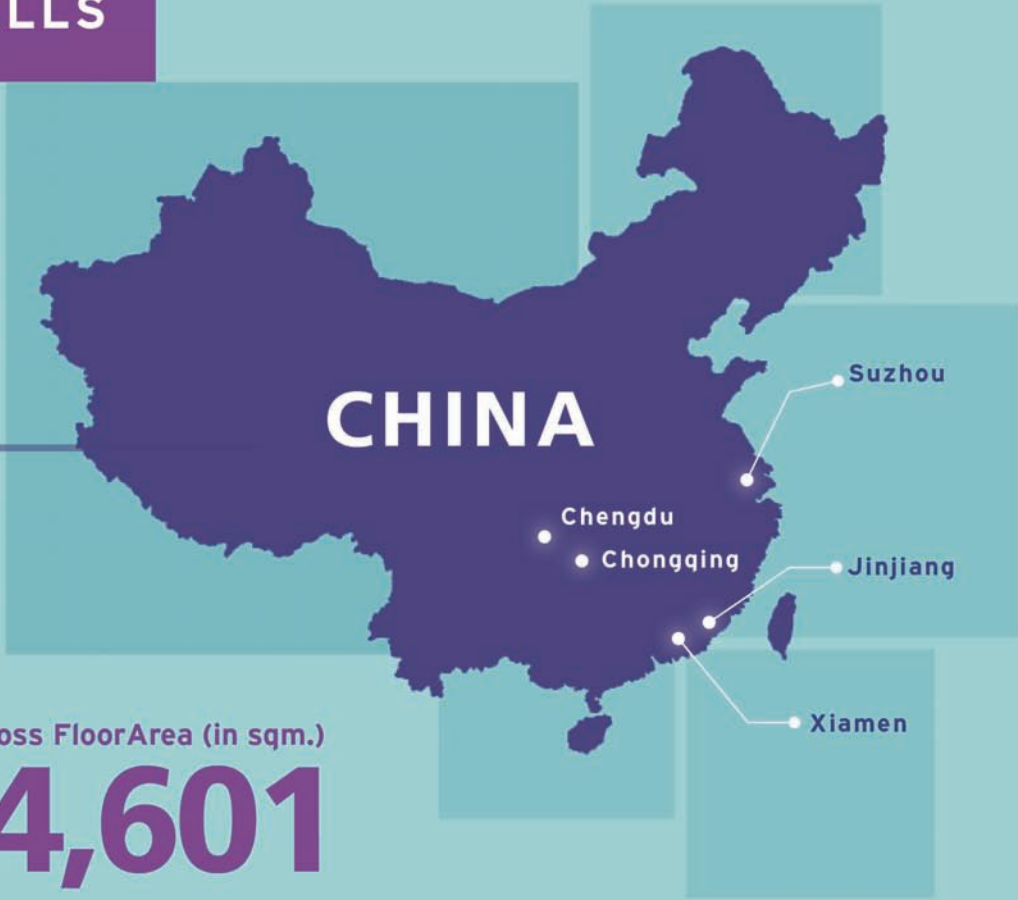 LLS
CHINA
Suzhou
Chengdu
Chongqing
Jinjiang
Xiamen
oss FloorArea (in sqm.)
4,601